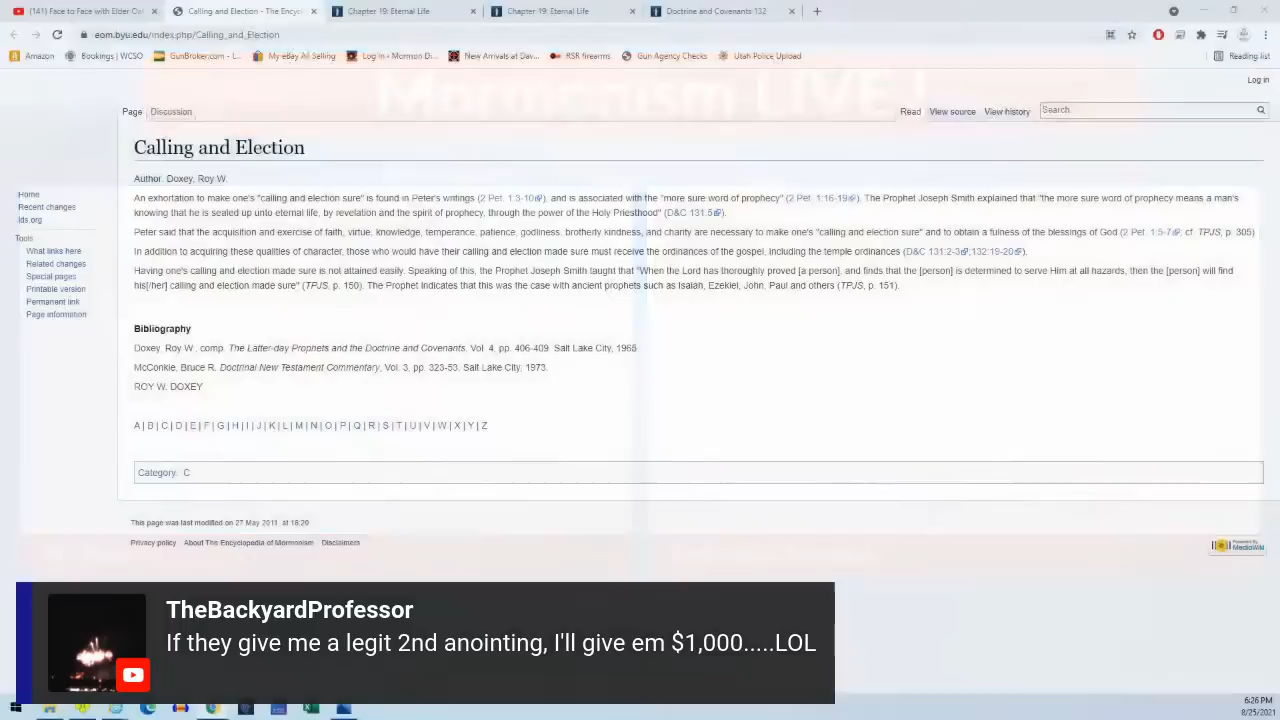 (141) Face to Face with Elder Chr
Calling and Election - The Encyc
Chapter 19: Eternal Life
Chapter 19: Eternal Life
Doctrine and Covenants 132
eom.byu.edu/index.php/Calling_and_Election
Amazon
Bookings | WCSO
GunBroker.com - L...
My eBay All Selling
Log In ‹ Mormon Di...
New Arrivals at Dav...
RSR firearms
Gun Agency Checks
Utah Police Upload
Reading list
Mormonism LIVE !
Log in
Page
Discussion
Read
View source
View history
Search
Calling and Election
Author: Doxey, Roy W.
An exhortation to make one's "calling and election sure" is found in Peter's writings (2 Pet. 1:3-10), and is associated with the "more sure word of prophecy" (2 Pet. 1:16-19). The Prophet Joseph Smith explained that "the more sure word of prophecy means a man's
knowing that he is sealed up unto eternal life, by revelation and the spirit of prophecy, through the power of the Holy Priesthood" (D&C 131:5).
Peter said that the acquisition and exercise of faith, virtue, knowledge, temperance, patience, godliness, brotherly kindness, and charity are necessary to make one's "calling and election sure" and to obtain a fulness of the blessings of God (2 Pet. 1:5-7; cf. TPJS, p. 305).
In addition to acquiring these qualities of character, those who would have their calling and election made sure must receive the ordinances of the gospel, including the temple ordinances (D&C 131:2-3; 132:19-20).
Having one's calling and election made sure is not attained easily. Speaking of this, the Prophet Joseph Smith taught that "When the Lord has thoroughly proved [a person], and finds that the [person] is determined to serve Him at all hazards, then the [person] will find
his[/her] calling and election made sure" (TPJS, p. 150). The Prophet indicates that this was the case with ancient prophets such as Isaiah, Ezekiel, John, Paul and others (TPJS, p. 151).
Home
Recent changes
lds.org
Tools
What links here
Related changes
Special pages
Printable version
Permanent link
Page information
Bibliography
Doxey, Roy W., comp. The Latter-day Prophets and the Doctrine and Covenants, Vol. 4, pp. 406-409. Salt Lake City, 1965.
McConkie, Bruce R. Doctrinal New Testament Commentary, Vol. 3, pp. 323-53. Salt Lake City, 1973.
ROY W. DOXEY
A | B | C | D | E | F | G | H | I | J | K | L | M | N | O | P | Q | R | S | T | U | V | W | X | Y | Z
Category: C
This page was last modified on 27 May 2011, at 18:20.
Privacy policy
About The Encyclopedia of Mormonism
Disclaimers
Powered By
MediaWiki
TheBackyardProfessor
If they give me a legit 2nd anointing, I'll give em $1,000.....LOL
6:26 PM
8/25/2021